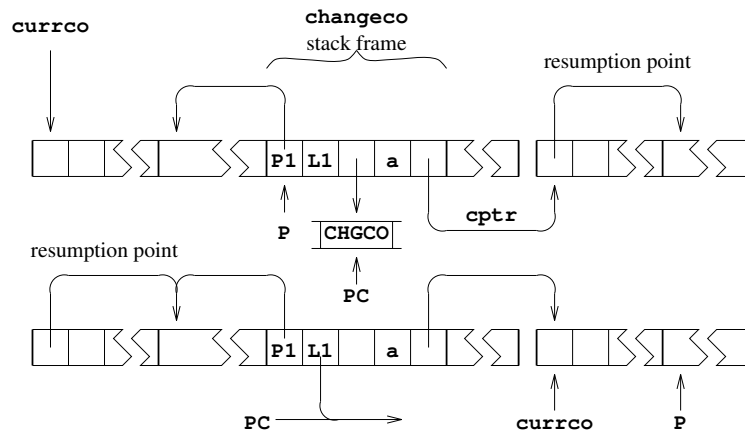 currco
changeco
stack frame
resumption point
P1 L1 a
P
CHGCO
cptr
PC
resumption point
P1 L1 a
PC
currco
P